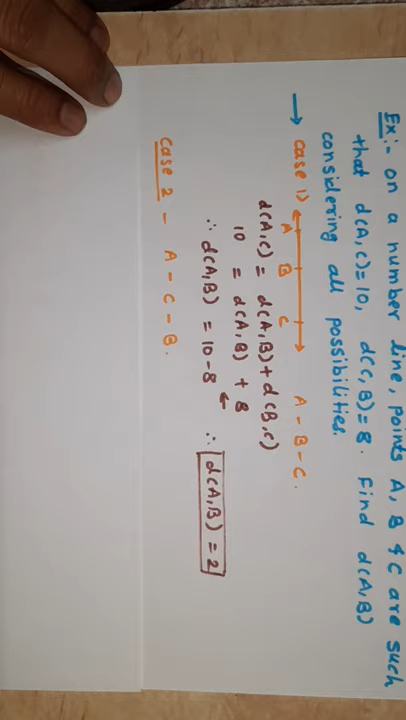 Ex:- on a number line, points A, B & C are such
that d(A,C)=10, d(C,B)=8. Find d(A,B)
considering all possibilities.
→ Case 1) A B C A - B - C.
d(A,C) = d(A,B)+d(B,C)
10 = d(A,B) + 8
∴ d(A,B) = 10-8 ∴ d(A,B) = 2
Case 2 - A - C - B.